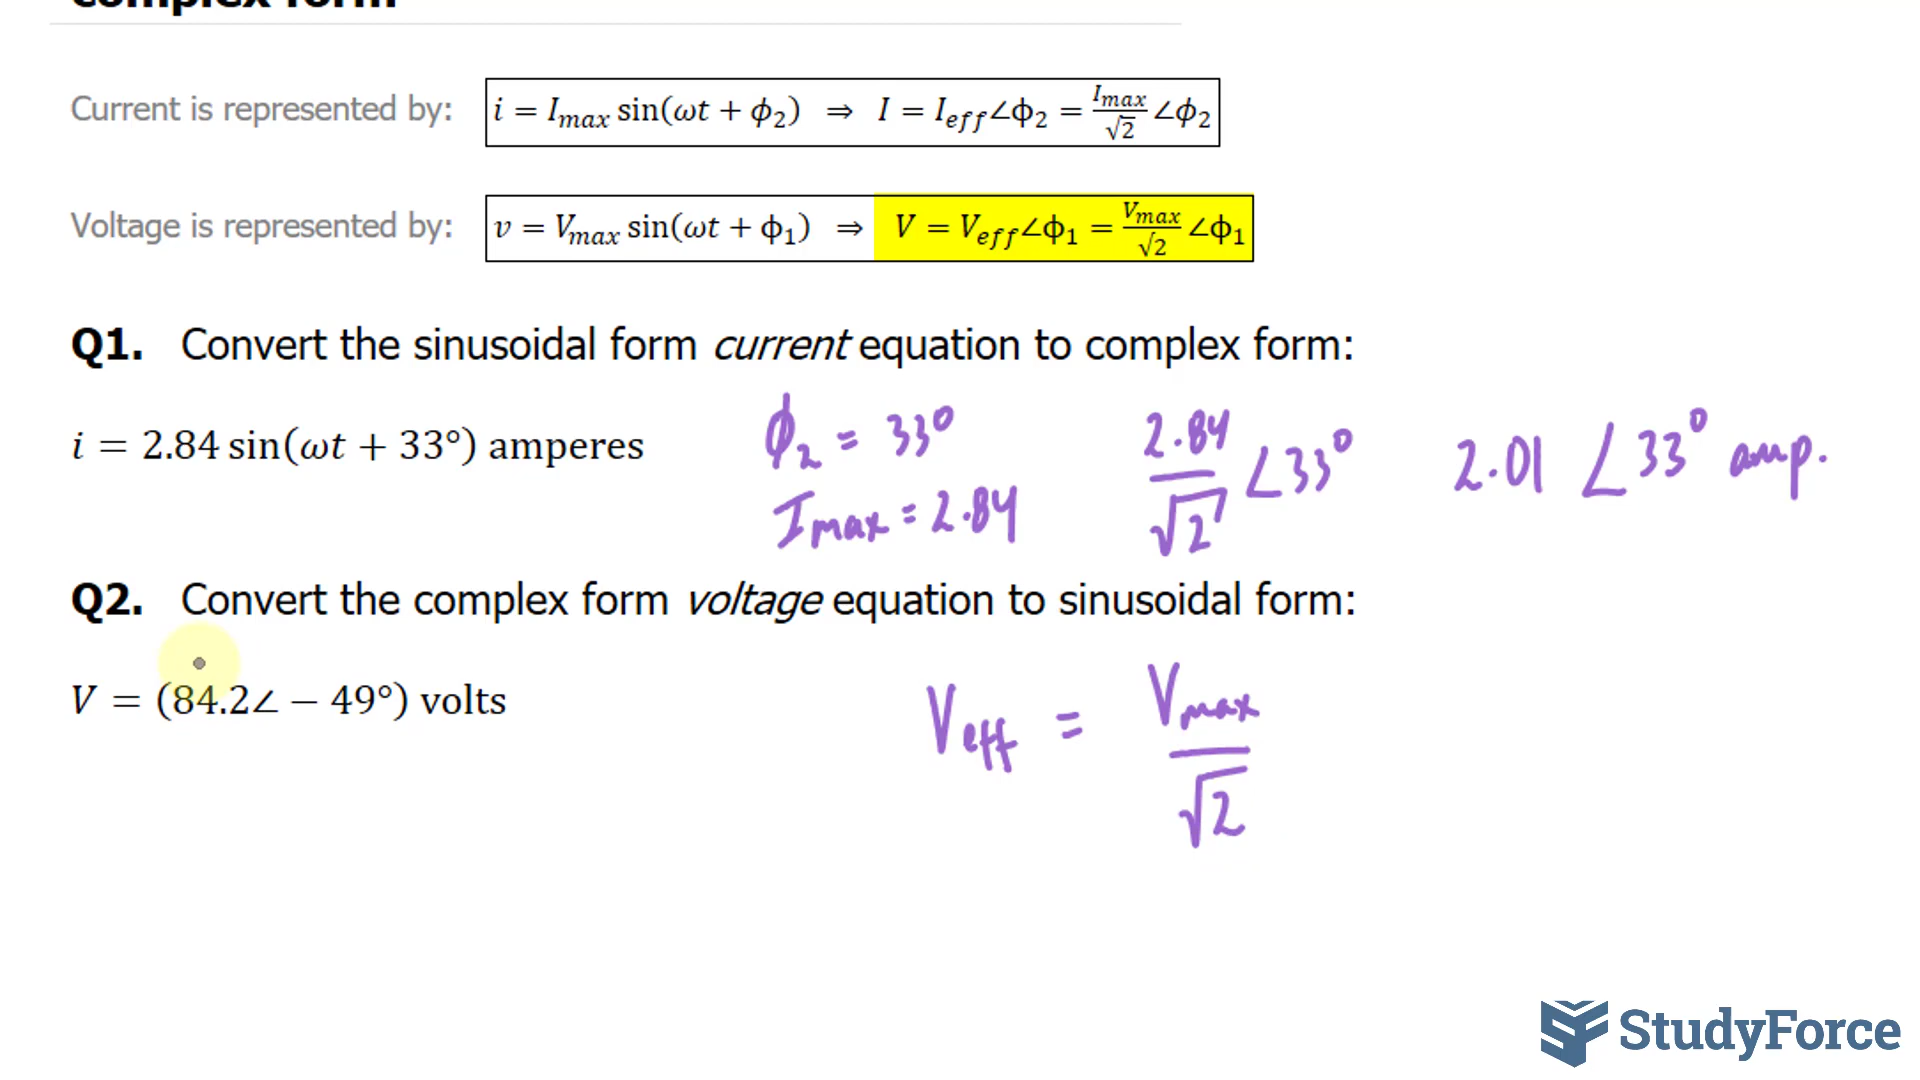 complex form
Current is represented by: i = I_max sin(ωt + ϕ₂) ⇒ I = I_eff∠ϕ₂ = I_max/√2 ∠ϕ₂
Voltage is represented by: v = V_max sin(ωt + ϕ₁) ⇒ V = V_eff∠ϕ₁ = V_max/√2 ∠ϕ₁
Q1. Convert the sinusoidal form current equation to complex form:
i = 2.84 sin(ωt + 33°) amperes
ϕ₂ = 33°
I_max = 2.84
2.84/√2 ∠33°
2.01 ∠33° amp.
Q2. Convert the complex form voltage equation to sinusoidal form:
V = (84.2∠ − 49°) volts
V_eff = V_max/√2
StudyForce